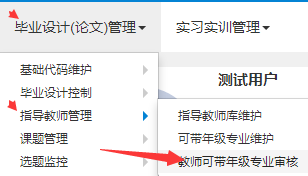 毕业设计(论文)管理 实习实训管理
基础代码维护
毕业设计控制
测试用户
指导教师管理
指导教师库维护
课题管理
可带年级专业维护
选题监控
教师可带年级专业审核